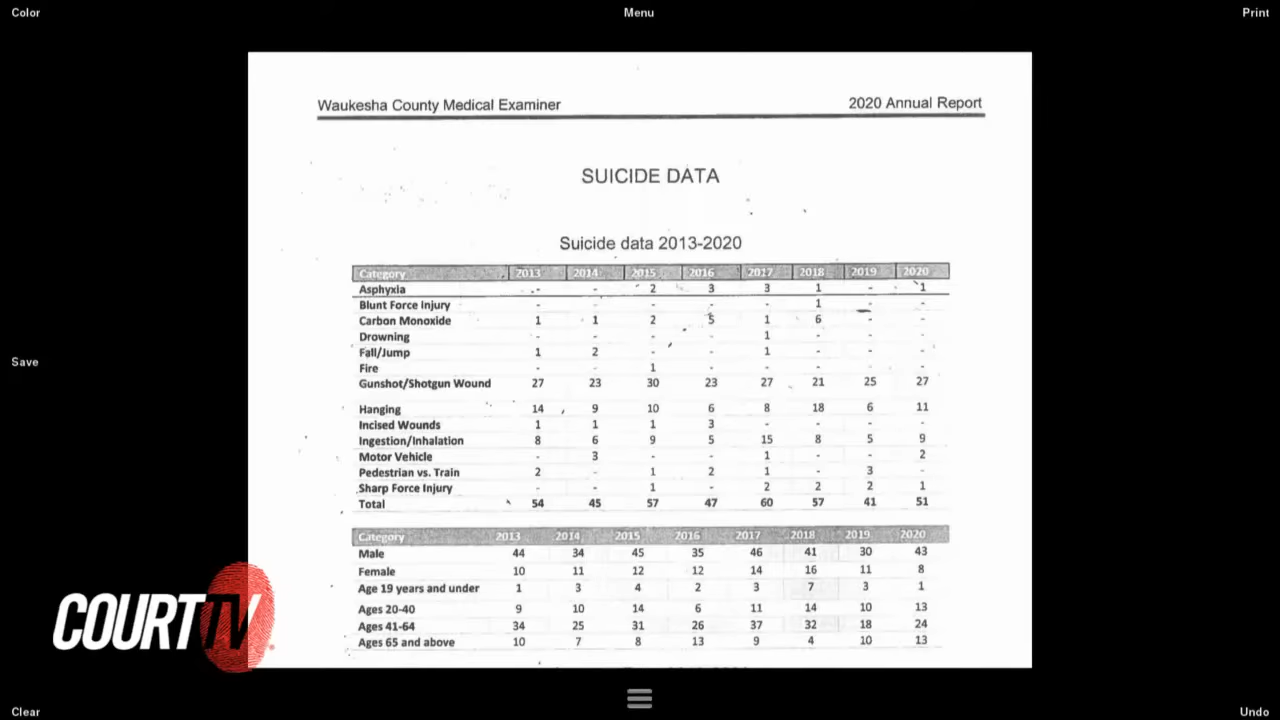 Color Menu Print
Waukesha County Medical Examiner 2020 Annual Report
SUICIDE DATA
Suicide data 2013-2020
Category 2013 2014 2015 2016 2017 2018 2019 2020
Asphyxia - - 2 3 3 1 - 1
Blunt Force Injury - - - - - 1 - -
Carbon Monoxide 1 1 2 5 1 6 - -
Drowning - - - - 1 - - -
Fall/Jump 1 2 - - 1 - - -
Fire - - 1 - - - - -
Save
Gunshot/Shotgun Wound 27 23 30 23 27 21 25 27
Hanging 14 9 10 6 8 18 6 11
Incised Wounds 1 1 1 3 - - - -
Ingestion/Inhalation 8 6 9 5 15 8 5 9
Motor Vehicle - 3 - - 1 - - 2
Pedestrian vs. Train 2 - 1 2 1 - 3 -
Sharp Force Injury - - 1 - 2 2 2 1
Total 54 45 57 47 60 57 41 51
Category 2013 2014 2015 2016 2017 2018 2019 2020
Male 44 34 45 35 46 41 30 43
Female 10 11 12 12 14 16 11 8
Age 19 years and under 1 3 4 2 3 7 3 1
Ages 20-40 9 10 14 6 11 14 10 13
Ages 41-64 34 25 31 26 37 32 18 24
Ages 65 and above 10 7 8 13 9 4 10 13
COURT TV
Clear Undo